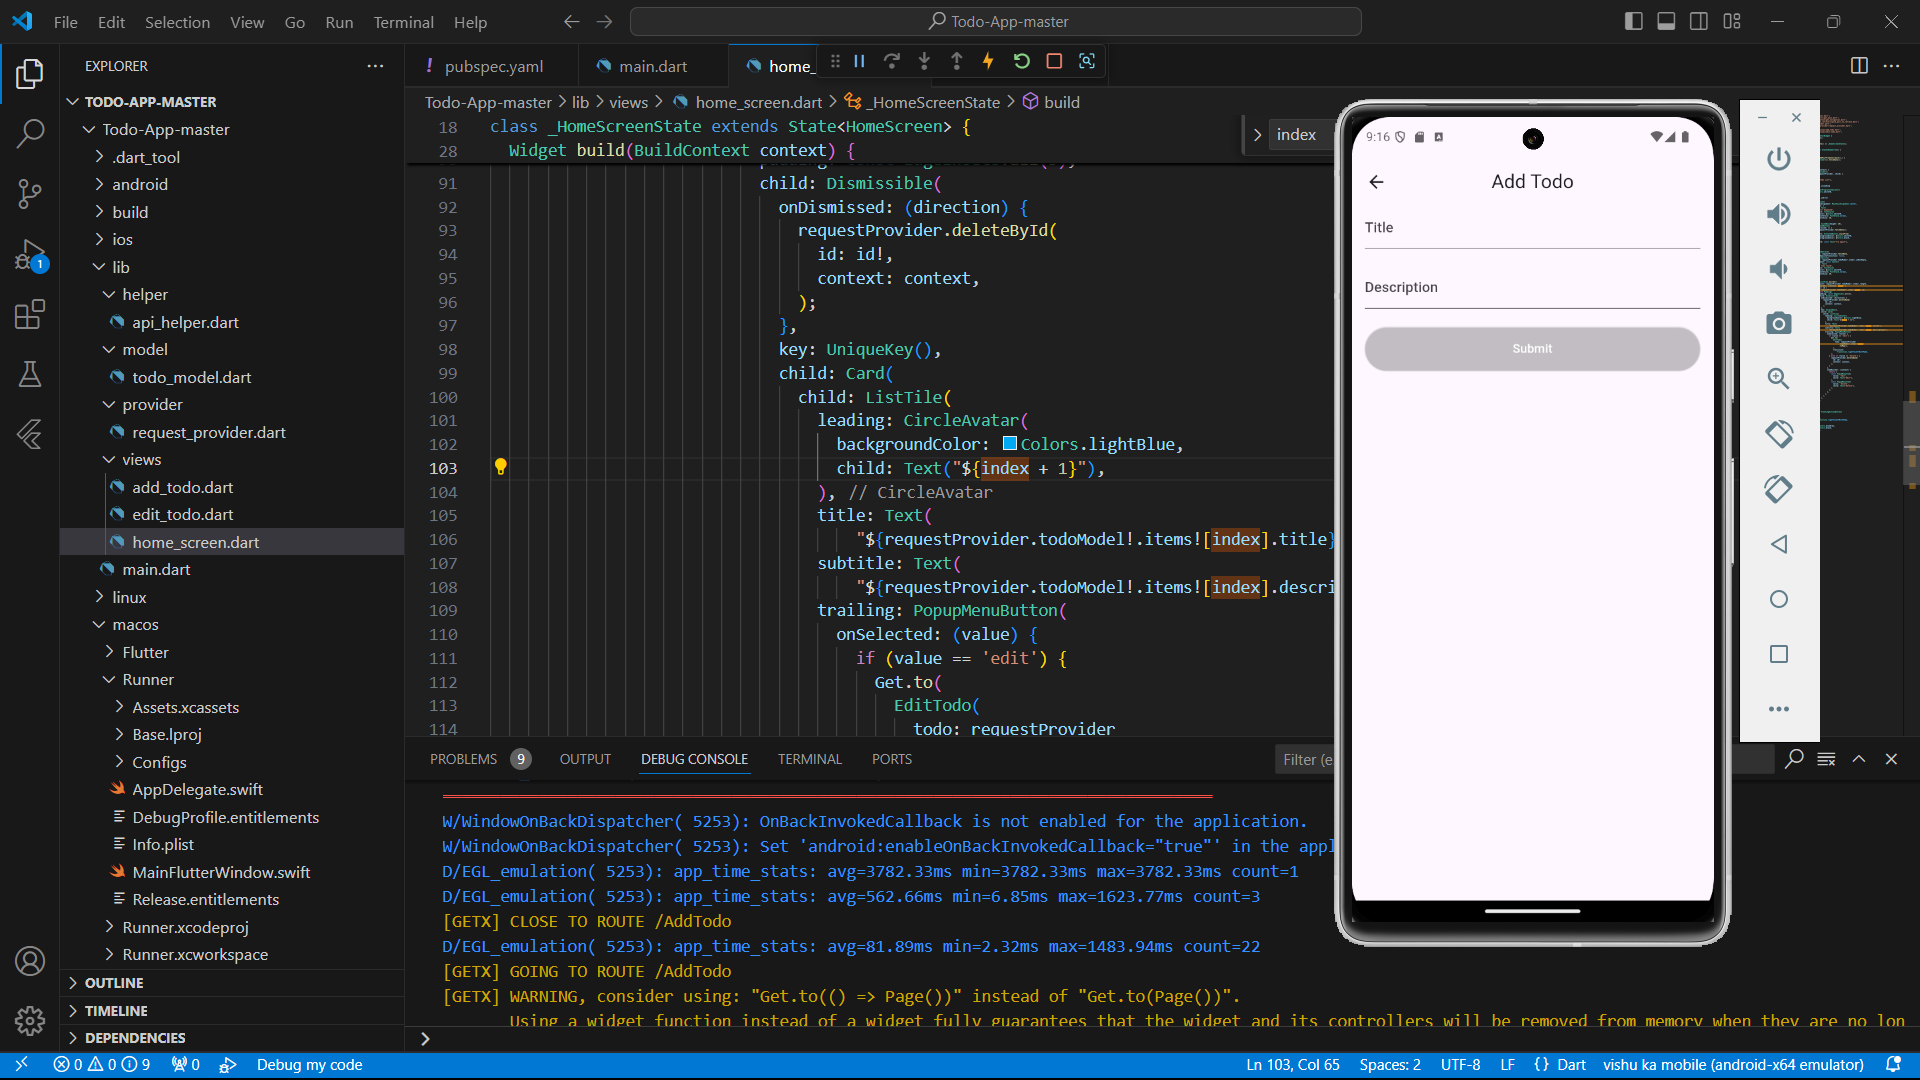 File Edit Selection View Go Run Terminal Help
Todo-App-master
EXPLORER
TODO-APP-MASTER
Todo-App-master
.dart_tool
android
build
ios
lib
helper
api_helper.dart
model
todo_model.dart
provider
request_provider.dart
views
add_todo.dart
edit_todo.dart
home_screen.dart
main.dart
linux
macos
Flutter
Runner
Assets.xcassets
Base.lproj
Configs
AppDelegate.swift
DebugProfile.entitlements
Info.plist
MainFlutterWindow.swift
Release.entitlements
Runner.xcodeproj
Runner.xcworkspace
OUTLINE
TIMELINE
DEPENDENCIES
1
! pubspec.yaml main.dart home_
Todo-App-master > lib > views > home_screen.dart > _HomeScreenState > build
18 class _HomeScreenState extends State<HomeScreen> {
28 Widget build(BuildContext context) {
91 child: Dismissible(
92 onDismissed: (direction) {
93 requestProvider.deleteById(
94 id: id!,
95 context: context,
96 );
97 },
98 key: UniqueKey(),
99 child: Card(
100 child: ListTile(
101 leading: CircleAvatar(
102 backgroundColor: Colors.lightBlue,
103 child: Text("${index + 1}"),
104 ), // CircleAvatar
105 title: Text(
106 "${requestProvider.todoModel!.items![index].title}
107 subtitle: Text(
108 "${requestProvider.todoModel!.items![index].descri
109 trailing: PopupMenuButton(
110 onSelected: (value) {
111 if (value == 'edit') {
112 Get.to(
113 EditTodo(
114 todo: requestProvider
index
9:16
Add Todo
Title
Description
Submit
PROBLEMS 9 OUTPUT DEBUG CONSOLE TERMINAL PORTS
Filter (e
W/WindowOnBackDispatcher( 5253): OnBackInvokedCallback is not enabled for the application.
W/WindowOnBackDispatcher( 5253): Set 'android:enableOnBackInvokedCallback="true"' in the appl
D/EGL_emulation( 5253): app_time_stats: avg=3782.33ms min=3782.33ms max=3782.33ms count=1
D/EGL_emulation( 5253): app_time_stats: avg=562.66ms min=6.85ms max=1623.77ms count=3
[GETX] CLOSE TO ROUTE /AddTodo
D/EGL_emulation( 5253): app_time_stats: avg=81.89ms min=2.32ms max=1483.94ms count=22
[GETX] GOING TO ROUTE /AddTodo
[GETX] WARNING, consider using: "Get.to(() => Page())" instead of "Get.to(Page())".
Using a widget function instead of a widget fully guarantees that the widget and its controllers will be removed from memory when they are no lon
0 0 9 0 Debug my code
Ln 103, Col 65 Spaces: 2 UTF-8 LF {} Dart vishu ka mobile (android-x64 emulator)